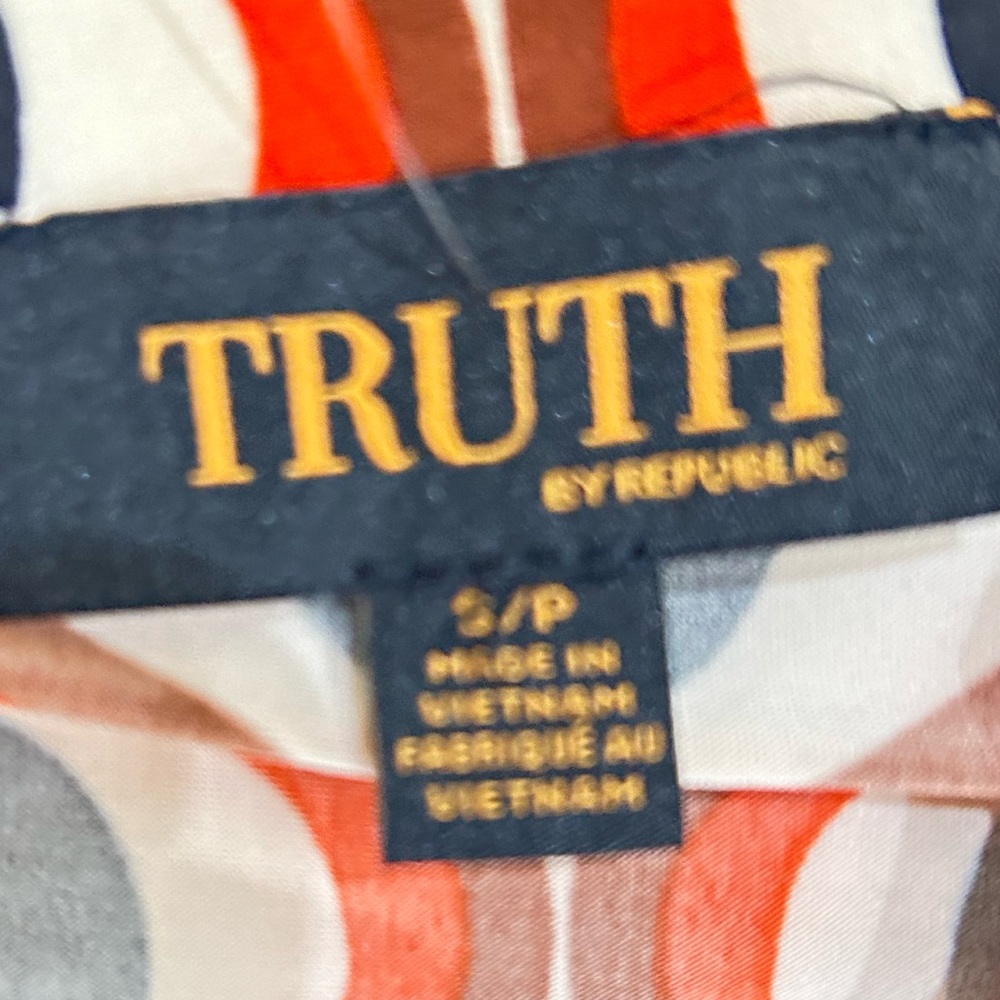 TRUTH
BY REPUBLIC
S/P
MADE IN
VIETNAM
FABRIQUÉ AU
VIETNAM